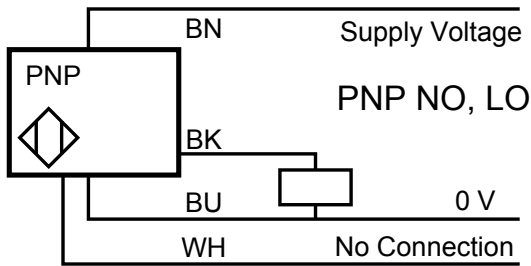 BN Supply Voltage
PNP
PNP NO, LO
BK
BU 0 V
WH No Connection